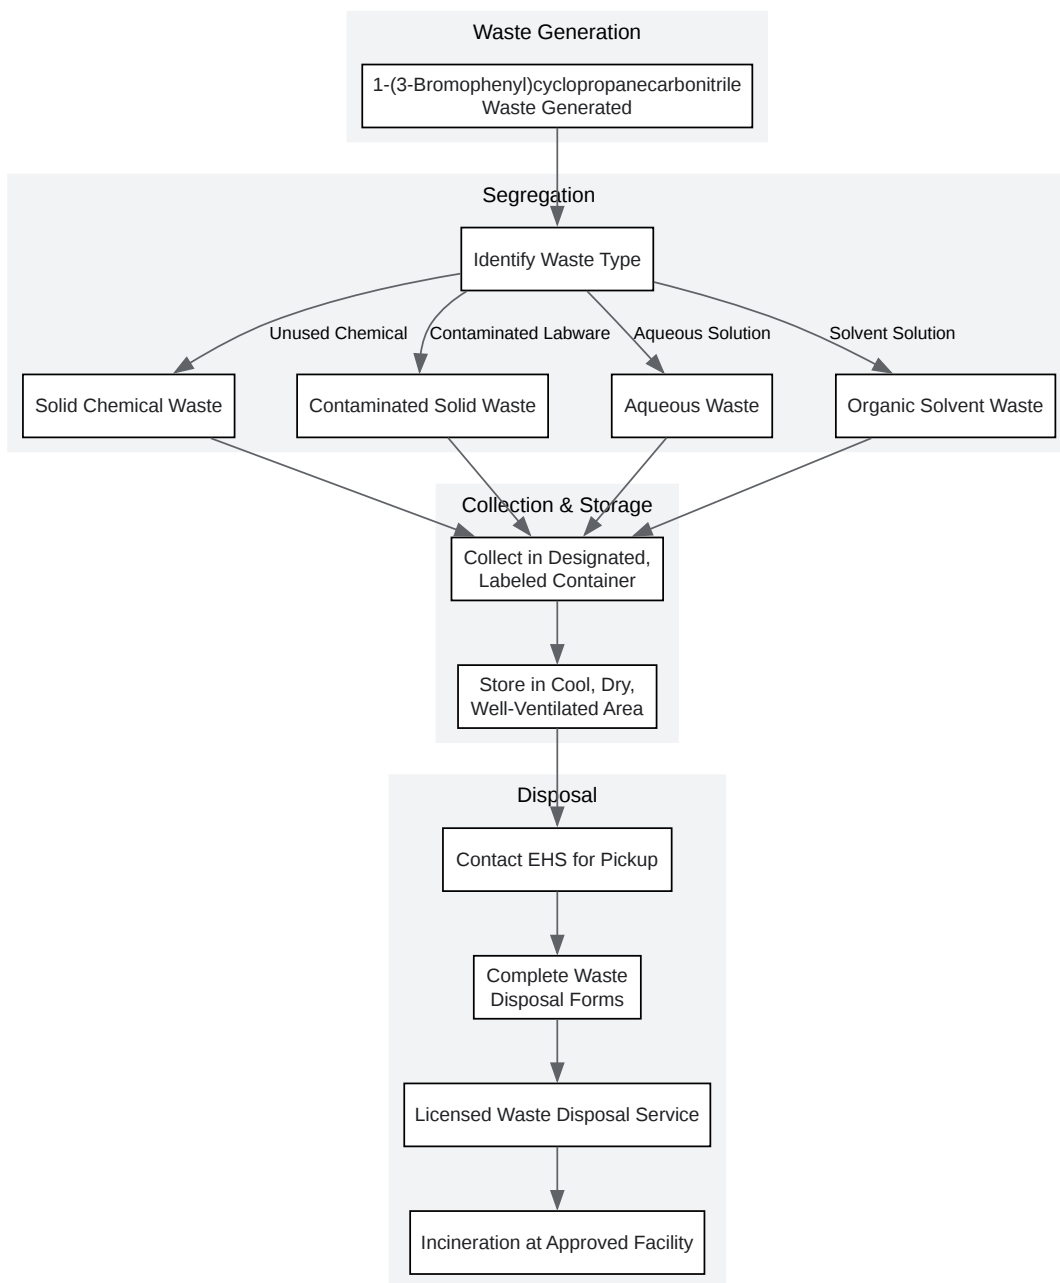 Waste Generation
1-(3-Bromophenyl)cyclopropanecarbonitrile
Waste Generated
Segregation
Identify Waste Type
Unused Chemical
Contaminated Labware
Aqueous Solution
Solvent Solution
Solid Chemical Waste
Contaminated Solid Waste
Aqueous Waste
Organic Solvent Waste
Collection & Storage
Collect in Designated,
Labeled Container
Store in Cool, Dry,
Well-Ventilated Area
Disposal
Contact EHS for Pickup
Complete Waste
Disposal Forms
Licensed Waste Disposal Service
Incineration at Approved Facility